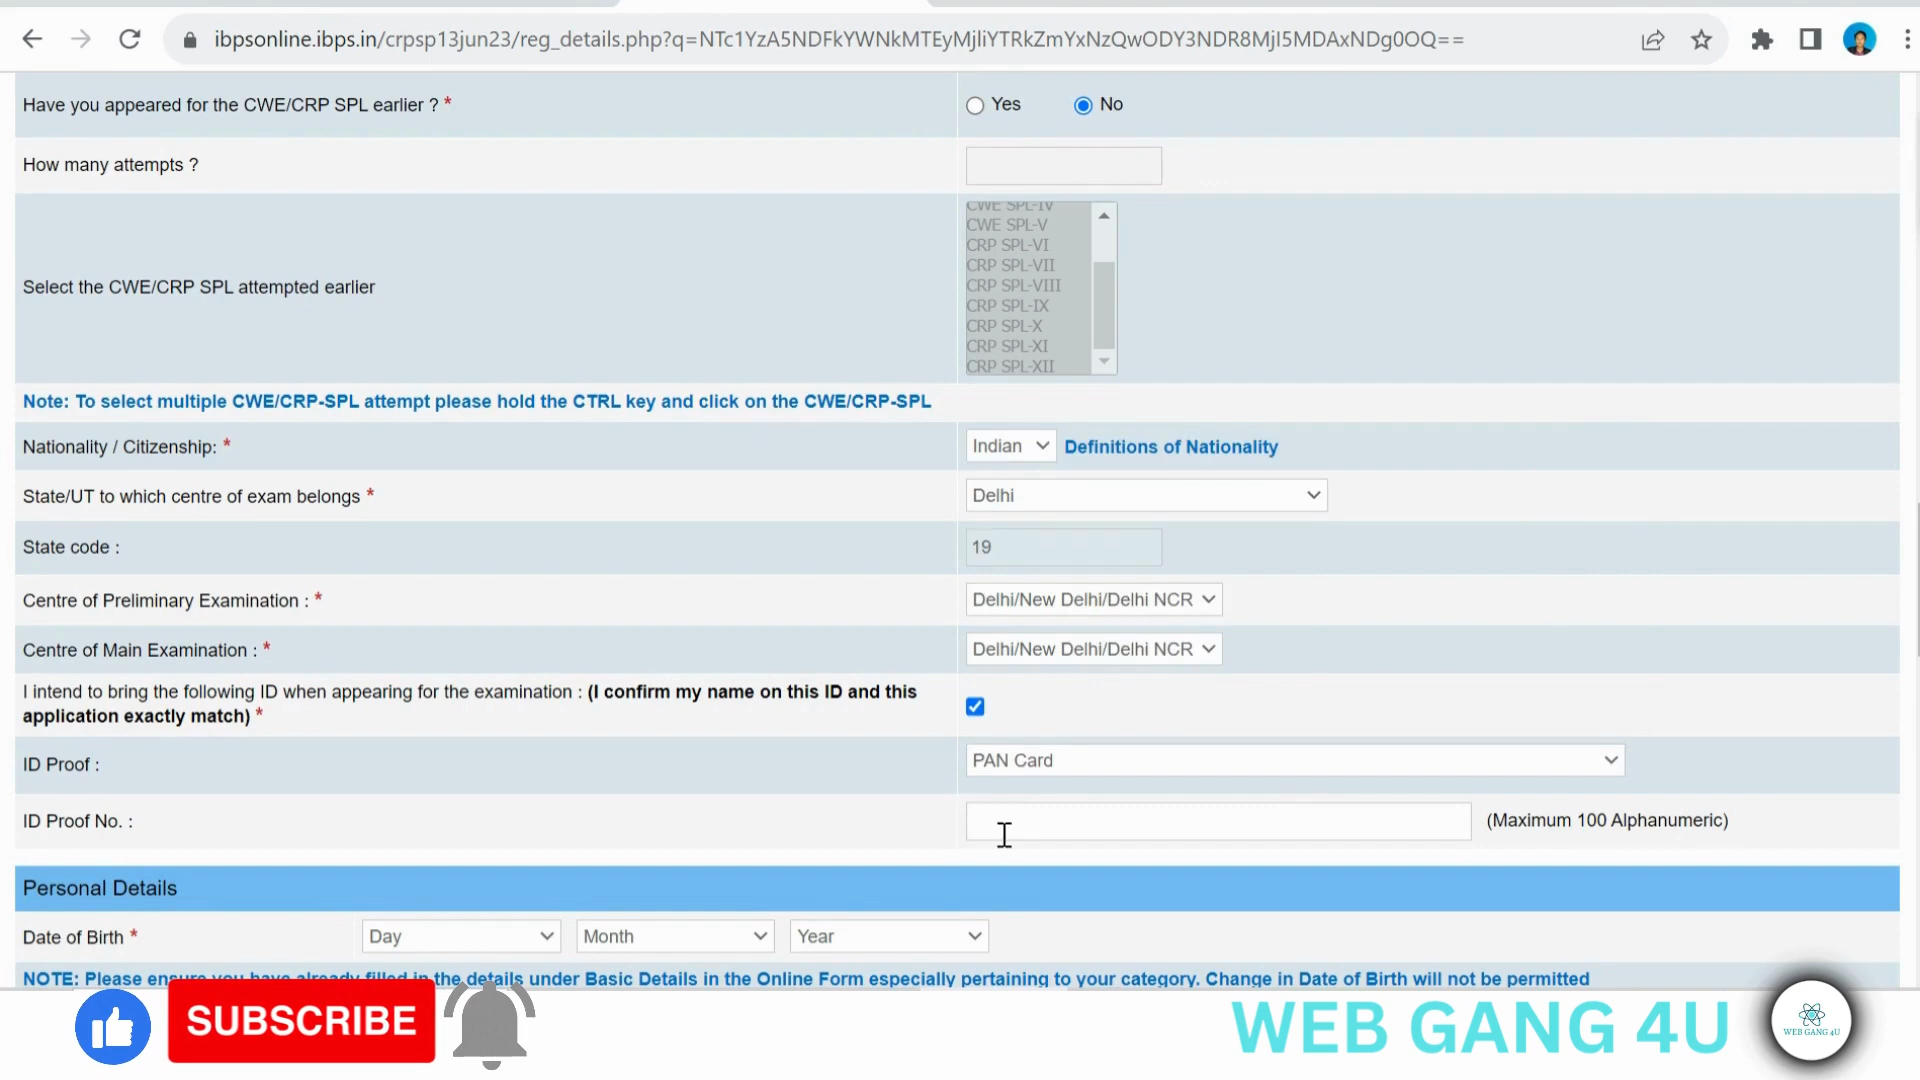 ibpsonline.ibps.in/crpsp13jun23/reg_details.php?q=NTc1YzA5NDFkYWNkMTEyMjliYTRkZmYxNzQwODY3NDR8MjI5MDAxNDg0OQ==
Have you appeared for the CWE/CRP SPL earlier ? * Yes No
How many attempts ?
CWE SPL-IV
CWE SPL-V
CRP SPL-VI
CRP SPL-VII
Select the CWE/CRP SPL attempted earlier CRP SPL-VIII
CRP SPL-IX
CRP SPL-X
CRP SPL-XI
CRP SPL-XII
Note: To select multiple CWE/CRP-SPL attempt please hold the CTRL key and click on the CWE/CRP-SPL
Nationality / Citizenship: * Indian Definitions of Nationality
State/UT to which centre of exam belongs * Delhi
State code : 19
Centre of Preliminary Examination : * Delhi/New Delhi/Delhi NCR
Centre of Main Examination : * Delhi/New Delhi/Delhi NCR
I intend to bring the following ID when appearing for the examination : (I confirm my name on this ID and this
application exactly match) *
ID Proof : PAN Card
ID Proof No. : (Maximum 100 Alphanumeric)
Personal Details
Date of Birth * Day Month Year
NOTE: Please ensure you have already filled in the details under Basic Details in the Online Form especially pertaining to your category. Change in Date of Birth will not be permitted
SUBSCRIBE WEB GANG 4U
WEB GANG 4U